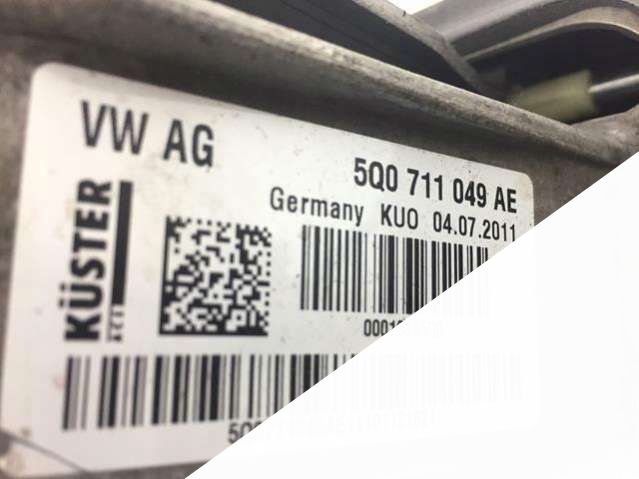 VW AG
5Q0 711 049 AE
Germany KUO 04.07.2011
KÜSTER